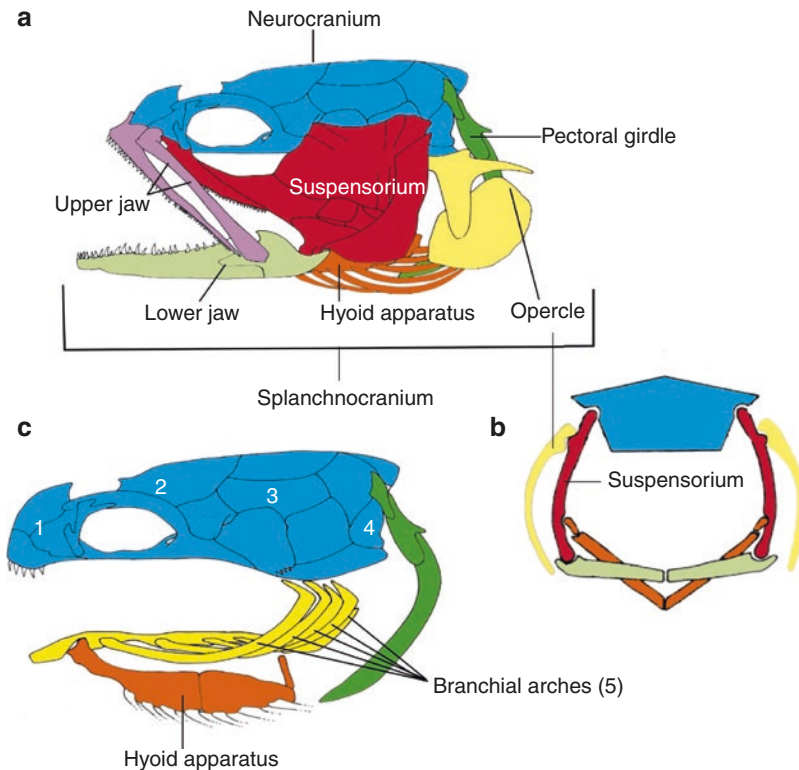 a
Neurocranium
Pectoral girdle
Suspensorium
Upper jaw
Lower jaw
Hyoid apparatus
Opercle
Splanchnocranium
c
b
2
3
1
4
Suspensorium
Branchial arches (5)
Hyoid apparatus